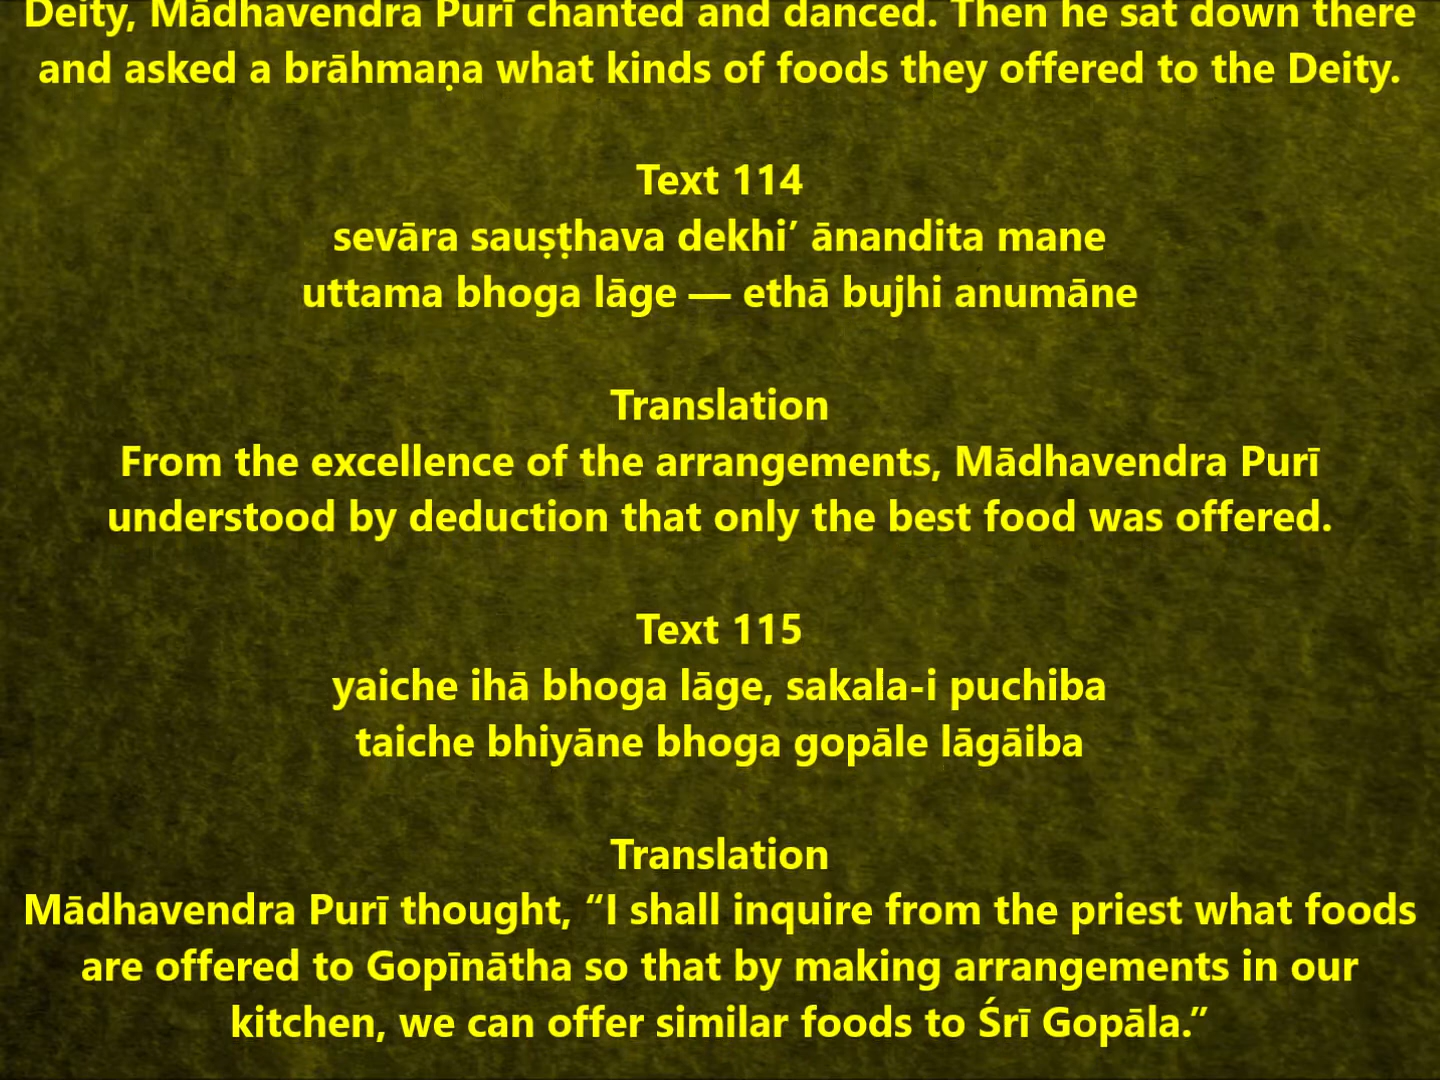 Deity, Mādhavendra Purī chanted and danced. Then he sat down there
and asked a brāhmaṇa what kinds of foods they offered to the Deity.
Text 114
sevāra sauṣṭhava dekhi’ ānandita mane
uttama bhoga lāge — ethā bujhi anumāne
Translation
From the excellence of the arrangements, Mādhavendra Purī
understood by deduction that only the best food was offered.
Text 115
yaiche ihā bhoga lāge, sakala-i puchiba
taiche bhiyāne bhoga gopāle lāgāiba
Translation
Mādhavendra Purī thought, “I shall inquire from the priest what foods
are offered to Gopīnātha so that by making arrangements in our
kitchen, we can offer similar foods to Śrī Gopāla.”